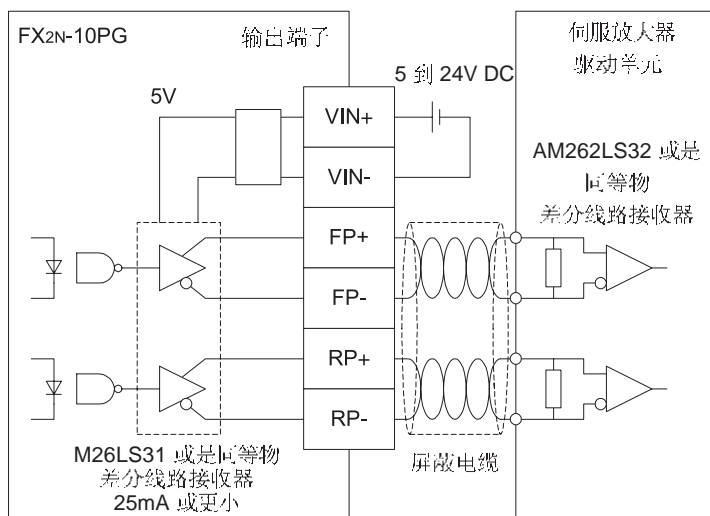 FX2N-10PG
输出端子
伺服放大器
驱动单元
5 到 24V DC
5V
VIN+
VIN-
AM262LS32 或是
同等物
差分线路接收器
FP+
FP-
RP+
RP-
M26LS31 或是同等物
差分线路接收器
25mA 或更小
屏蔽电缆